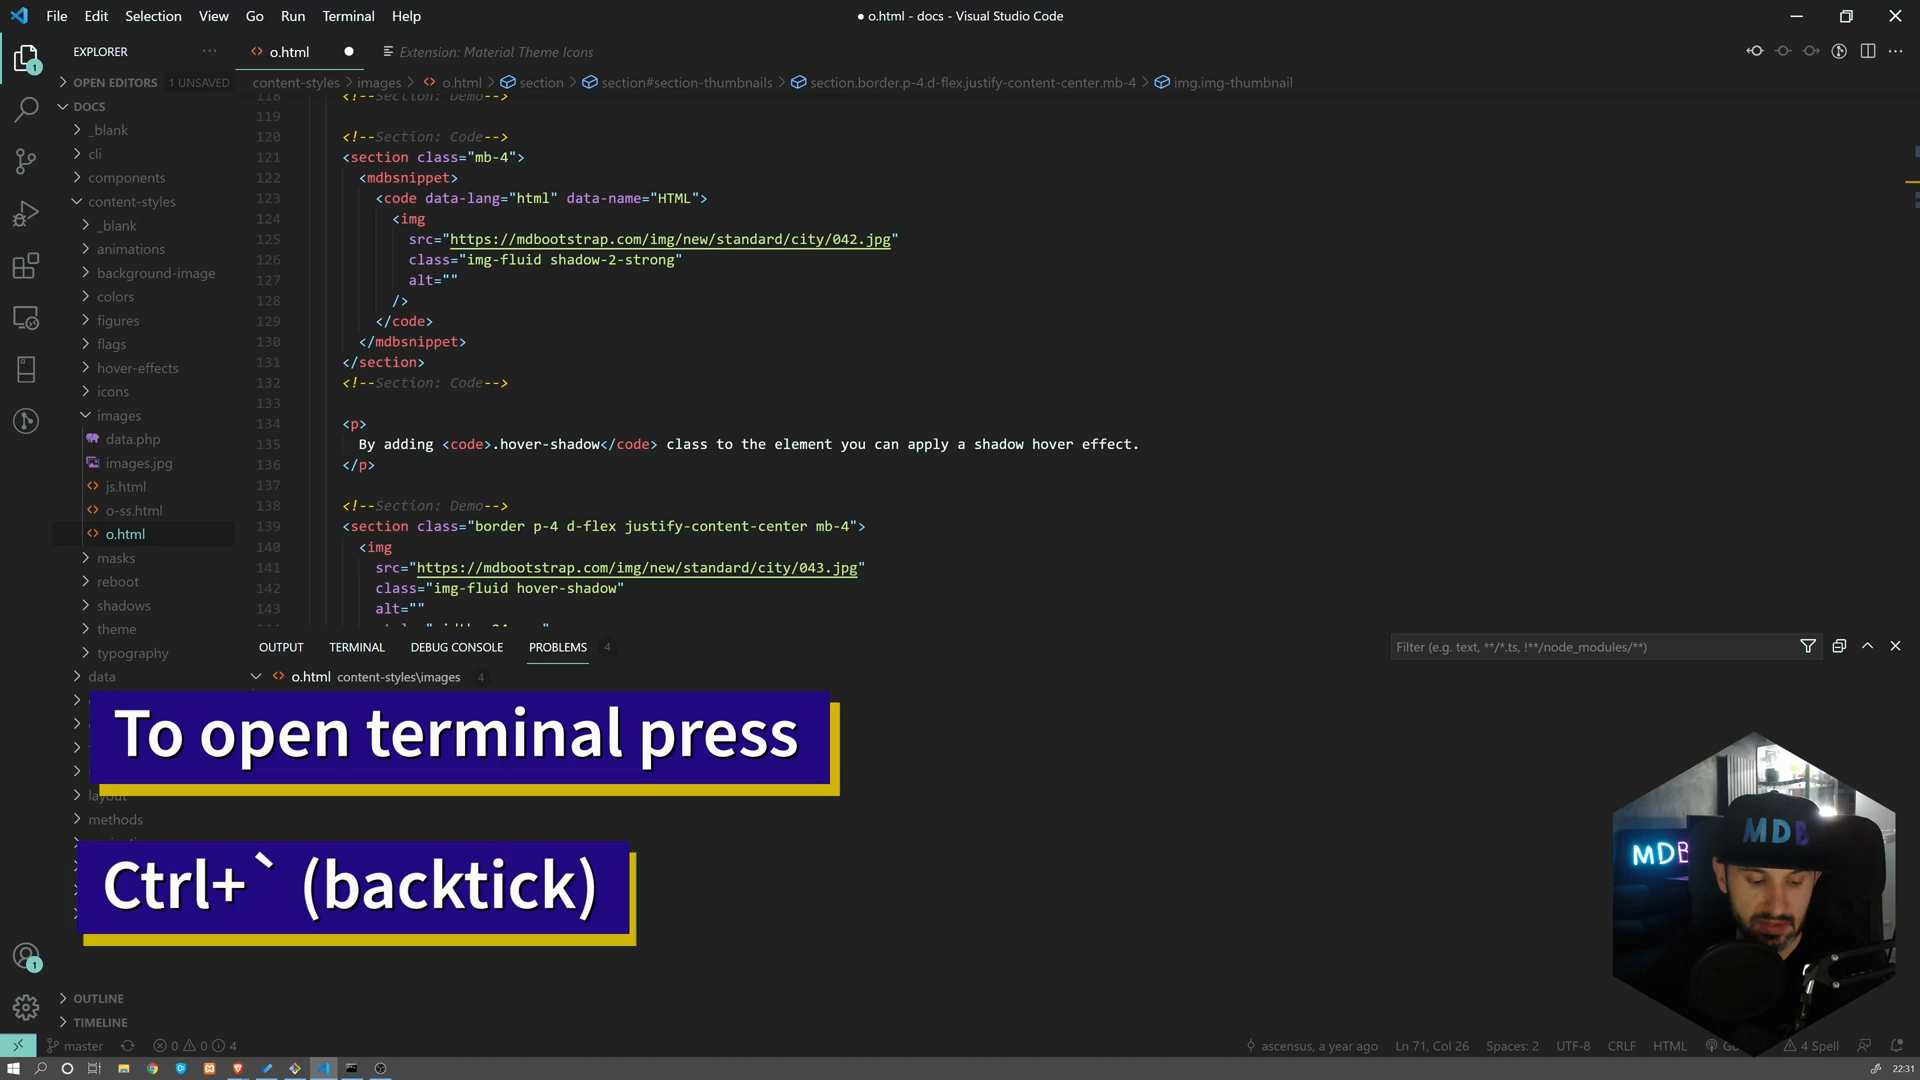 File Edit Selection View Go Run Terminal Help
● o.html - docs - Visual Studio Code
EXPLORER
o.html
Extension: Material Theme Icons
OPEN EDITORS 1 UNSAVED
content-styles > images > o.html > section > section#section-thumbnails > section.border.p-4.d-flex.justify-content-center.mb-4 > img.img-thumbnail
DOCS
_blank
cli
components
content-styles
_blank
animations
background-image
colors
figures
flags
hover-effects
icons
images
data.php
images.jpg
js.html
o-ss.html
o.html
masks
reboot
shadows
theme
typography
data
layout
methods
OUTLINE
TIMELINE
118 <!--Section: Demo-->
119
120 <!--Section: Code-->
121 <section class="mb-4">
122 <mdbsnippet>
123 <code data-lang="html" data-name="HTML">
124 <img
125 src="https://mdbootstrap.com/img/new/standard/city/042.jpg"
126 class="img-fluid shadow-2-strong"
127 alt=""
128 />
129 </code>
130 </mdbsnippet>
131 </section>
132 <!--Section: Code-->
133
134 <p>
135 By adding <code>.hover-shadow</code> class to the element you can apply a shadow hover effect.
136 </p>
137
138 <!--Section: Demo-->
139 <section class="border p-4 d-flex justify-content-center mb-4">
140 <img
141 src="https://mdbootstrap.com/img/new/standard/city/043.jpg"
142 class="img-fluid hover-shadow"
143 alt=""
OUTPUT TERMINAL DEBUG CONSOLE PROBLEMS 4
Filter (e.g. text, **/*.ts, !**/node_modules/**)
o.html content-styles\images 4
To open terminal press
Ctrl+` (backtick)
MDB
MDB
1
1
master 0 0 4
ascensus, a year ago Ln 71, Col 26 Spaces: 2 UTF-8 CRLF HTML 4 Spell
22:31